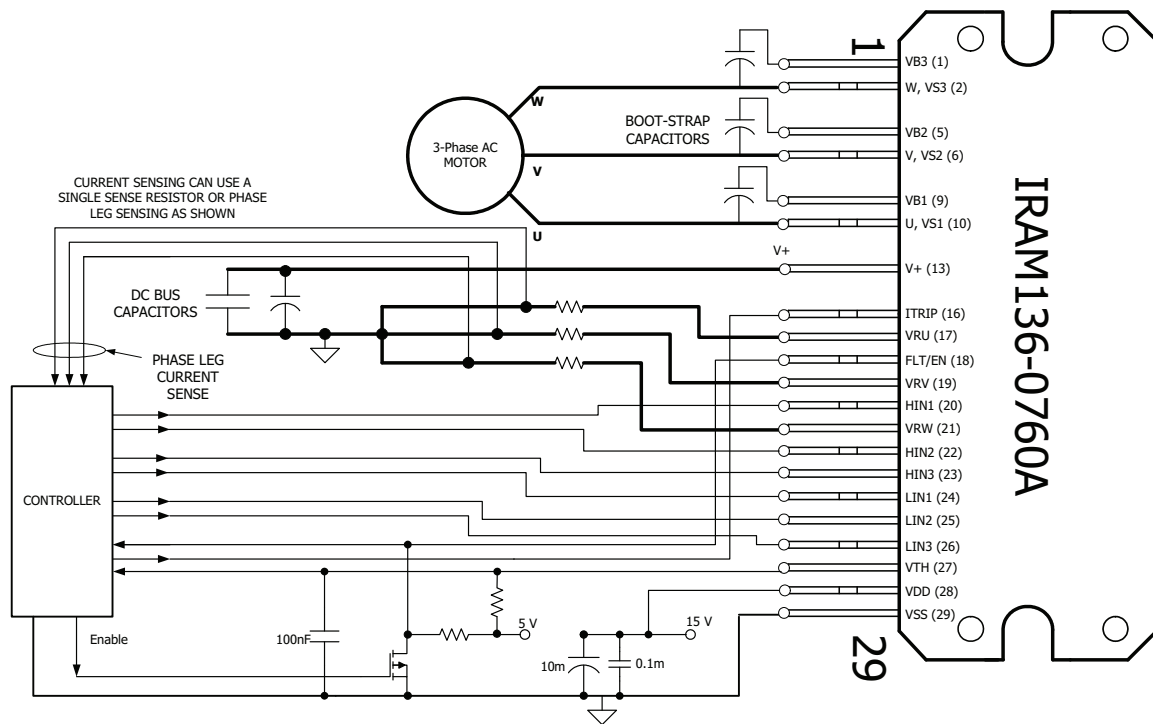 1
VB3 (1)
W, VS3 (2)
VB2 (5)
V, VS2 (6)
VB1 (9)
U, VS1 (10)
V+ (13)
ITRIP (16)
VRU (17)
FLT/EN (18)
VRV (19)
HIN1 (20)
VRW (21)
HIN2 (22)
HIN3 (23)
LIN1 (24)
LIN2 (25)
LIN3 (26)
VTH (27)
VDD (28)
VSS (29)
29
IRAM136-0760A
W
3-Phase AC
MOTOR
V
U
BOOT-STRAP
CAPACITORS
V+
CURRENT SENSING CAN USE A
SINGLE SENSE RESISTOR OR PHASE
LEG SENSING AS SHOWN
DC BUS
CAPACITORS
PHASE LEG
CURRENT
SENSE
CONTROLLER
Enable
100nF
5 V
15 V
10m
0.1m